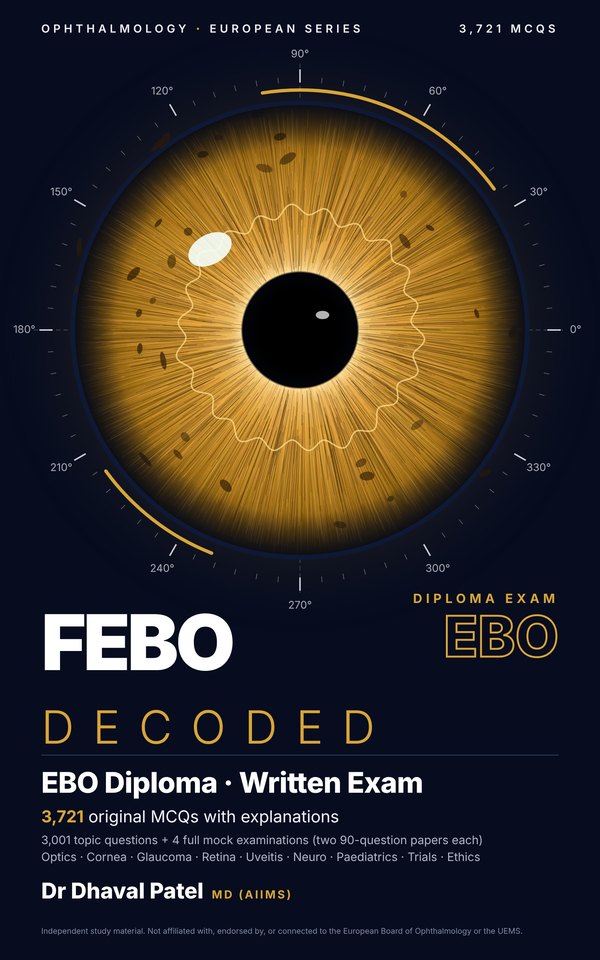 OPHTHALMOLOGY · EUROPEAN SERIES
3,721 MCQS
90°
120°
60°
150°
30°
180°
0°
210°
330°
240°
300°
270°
DIPLOMA EXAM
FEBO
EBO
DECODED
EBO Diploma · Written Exam
3,721 original MCQs with explanations
3,001 topic questions + 4 full mock examinations (two 90-question papers each)
Optics · Cornea · Glaucoma · Retina · Uveitis · Neuro · Paediatrics · Trials · Ethics
Dr Dhaval Patel MD (AIIMS)
Independent study material. Not affiliated with, endorsed by, or connected to the European Board of Ophthalmology or the UEMS.